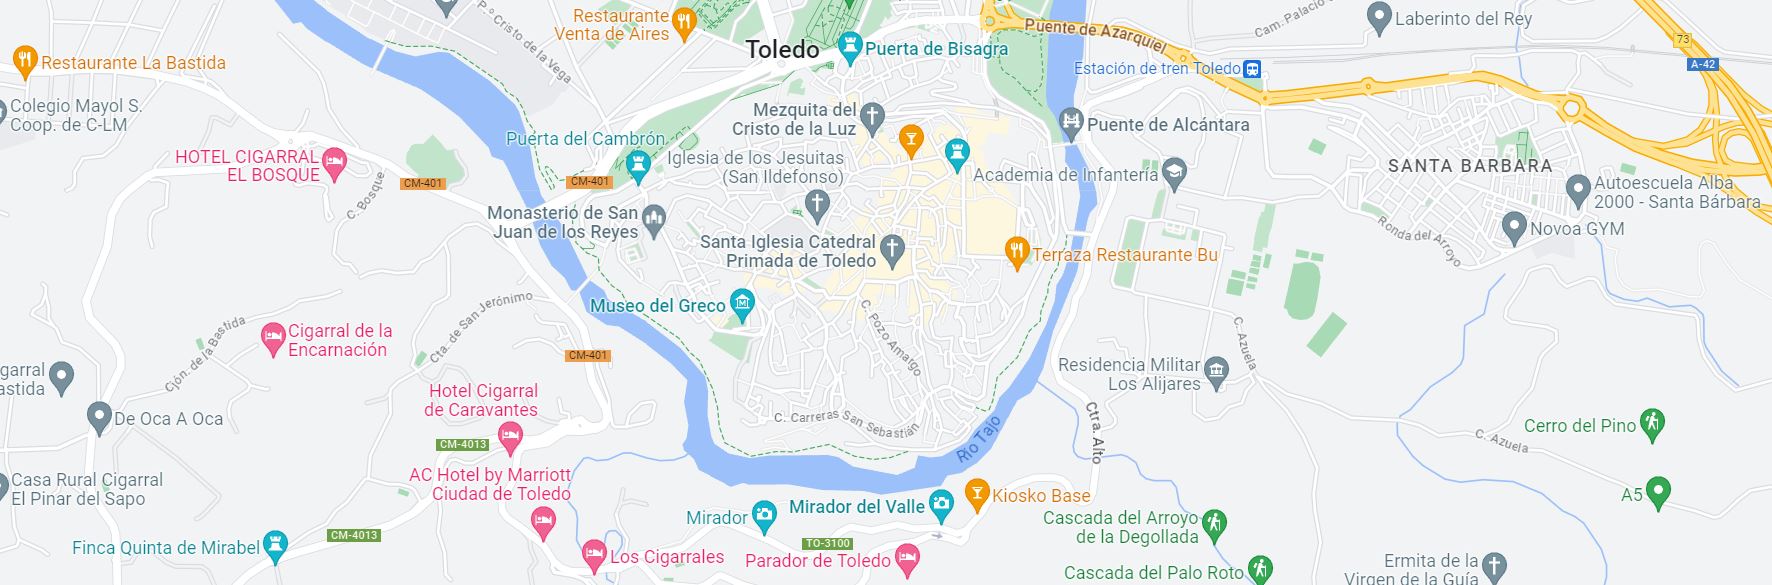 Restaurante
Venta de Aires
P.º Cristo de la Vega
Toledo
Puerta de Bisagra
Puente de Azarquiel
Cam. Palacio
Laberinto del Rey
73
A-42
Restaurante La Bastida
Estación de tren Toledo
Colegio Mayol S.
Coop. de C-LM
Mezquita del
Cristo de la Luz
Puente de Alcántara
Puerta del Cambrón
HOTEL CIGARRAL
EL BOSQUE
CM-401
CM-401
C. Bosque
Iglesia de los Jesuitas
(San Ildefonso)
Academia de Infantería
SANTA BARBARA
Autoescuela Alba
2000 - Santa Bárbara
Monasterio de San
Juan de los Reyes
Novoa GYM
Ronda del Arroyo
Santa Iglesia Catedral
Primada de Toledo
Terraza Restaurante Bu
Museo del Greco
Cta. de San Jerónimo
Cjón. de la Bastida
Cigarral de la
Encarnación
CM-401
C. Pozo Amargo
C. Azuela
Residencia Militar
Los Alijares
garral
astida
De Oca A Oca
Hotel Cigarral
de Caravantes
C. Carreras San Sebastián
Río Tajo
Ctra. Alto
Cerro del Pino
C. Azuela
CM-4013
AC Hotel by Marriott
Ciudad de Toledo
Casa Rural Cigarral
El Pinar del Sapo
A5
Kiosko Base
Mirador del Valle
Mirador
Cascada del Arroyo
de la Degollada
CM-4013
TO-3100
Finca Quinta de Mirabel
Los Cigarrales
Parador de Toledo
Cascada del Palo Roto
Ermita de la
Virgen de la Guía